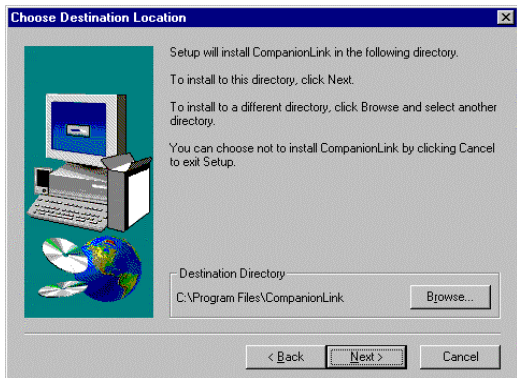 Choose Destination Location
Setup will install CompanionLink in the following directory.
To install to this directory, click Next.
To install to a different directory, click Browse and select another
directory.
You can choose not to install CompanionLink by clicking Cancel
to exit Setup.
Destination Directory
C:\Program Files\CompanionLink
Browse...
< Back
Next >
Cancel